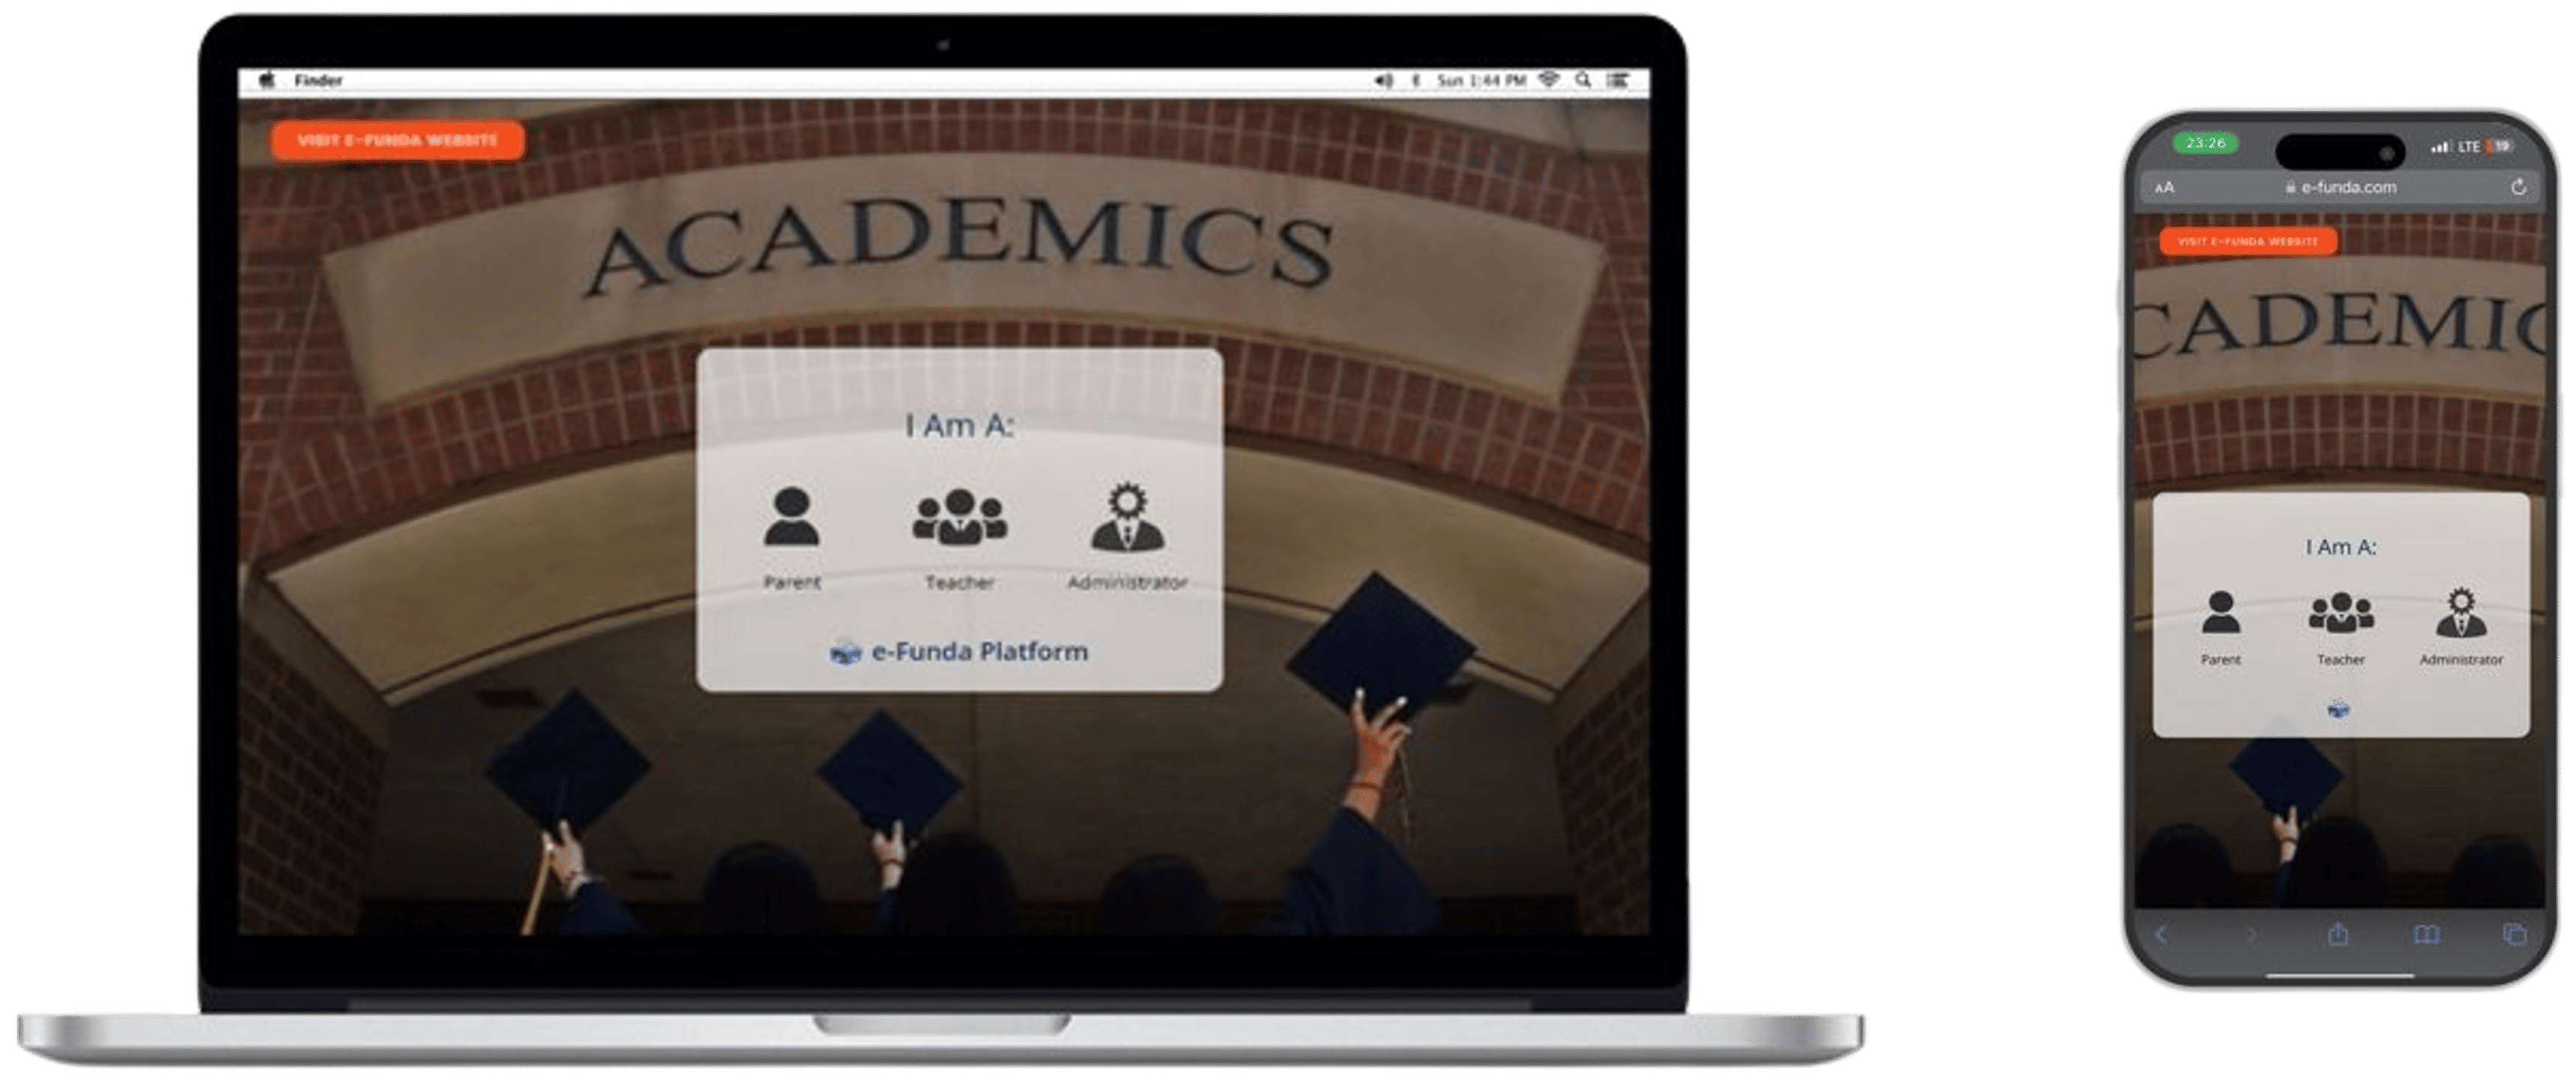 Finder
Sun 1:44 PM
VISIT E-FUNDA WEBSITE
ACADEMICS
I Am A:
Parent Teacher Administrator
e-Funda Platform
23:26
LTE 19
AA e-funda.com
VISIT E-FUNDA WEBSITE
CADEMIC
I Am A:
Parent Teacher Administrator